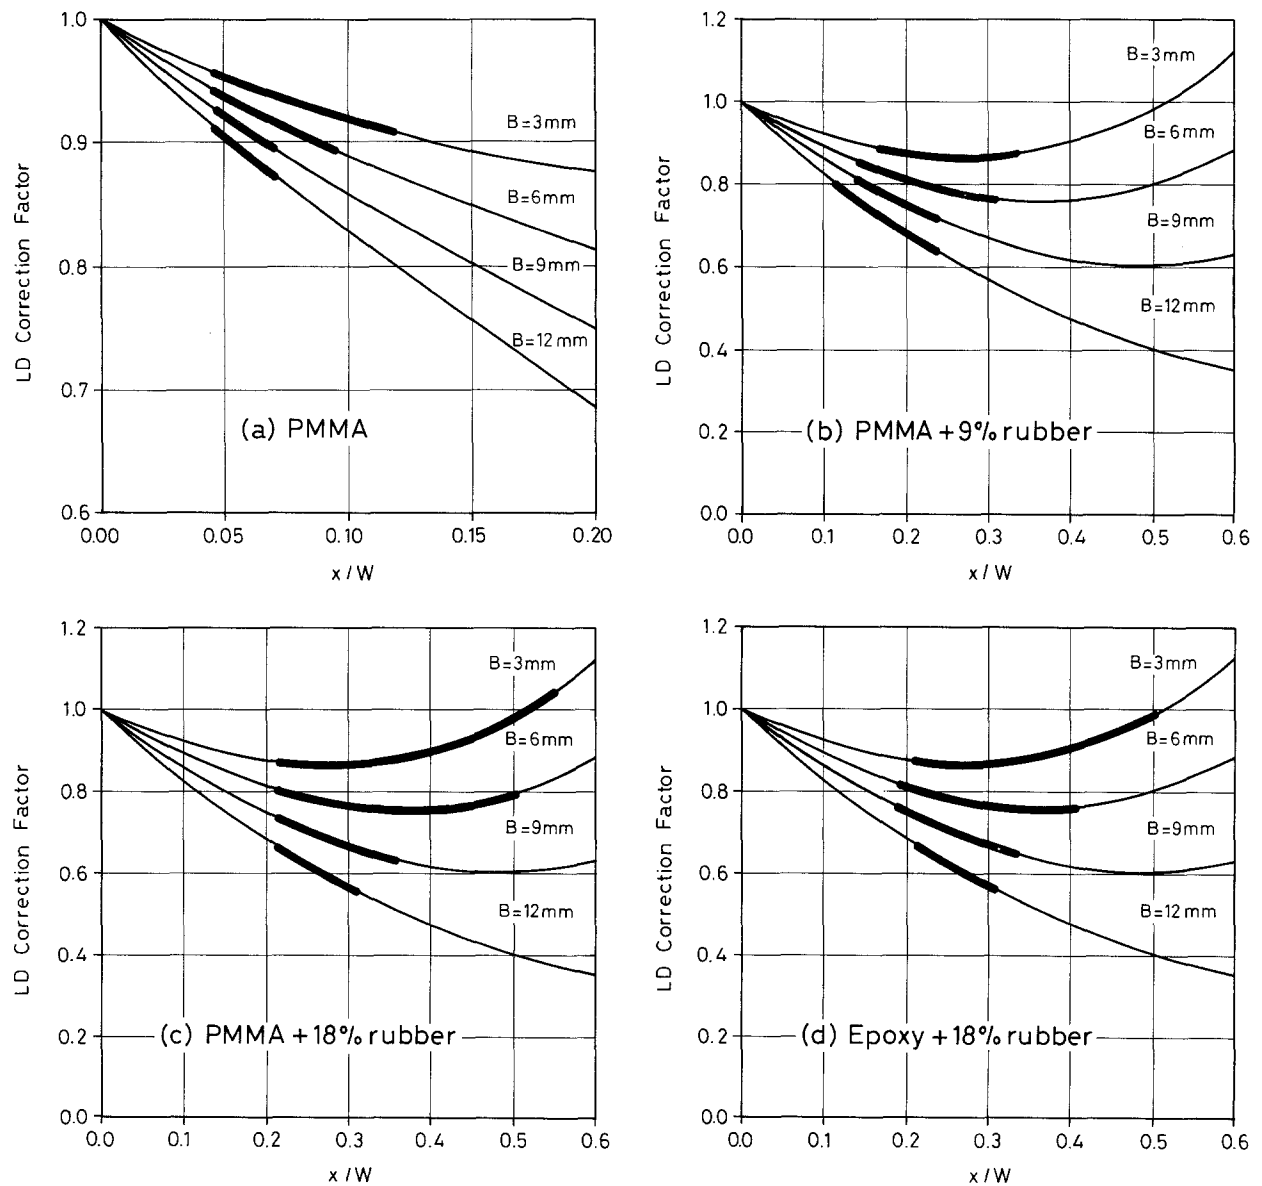 1.0
0.9
0.8
0.7
0.6
LD Correction Factor
B=3mm
B=6mm
B=9mm
B=12mm
(a) PMMA
0.00 0.05 0.10 0.15 0.20
x/W
1.2
1.0
0.8
0.6
0.4
0.2
0.0
LD Correction Factor
B=3mm
B=6mm
B=9mm
B=12mm
(b) PMMA+9% rubber
0.0 0.1 0.2 0.3 0.4 0.5 0.6
x/W
1.2
1.0
0.8
0.6
0.4
0.2
0.0
LD Correction Factor
B=3mm
B=6mm
B=9mm
B=12mm
(c) PMMA+18% rubber
0.0 0.1 0.2 0.3 0.4 0.5 0.6
x/W
1.2
1.0
0.8
0.6
0.4
0.2
0.0
LD Correction Factor
B=3mm
B=6mm
B=9mm
B=12mm
(d) Epoxy+18% rubber
0.0 0.1 0.2 0.3 0.4 0.5 0.6
x/W